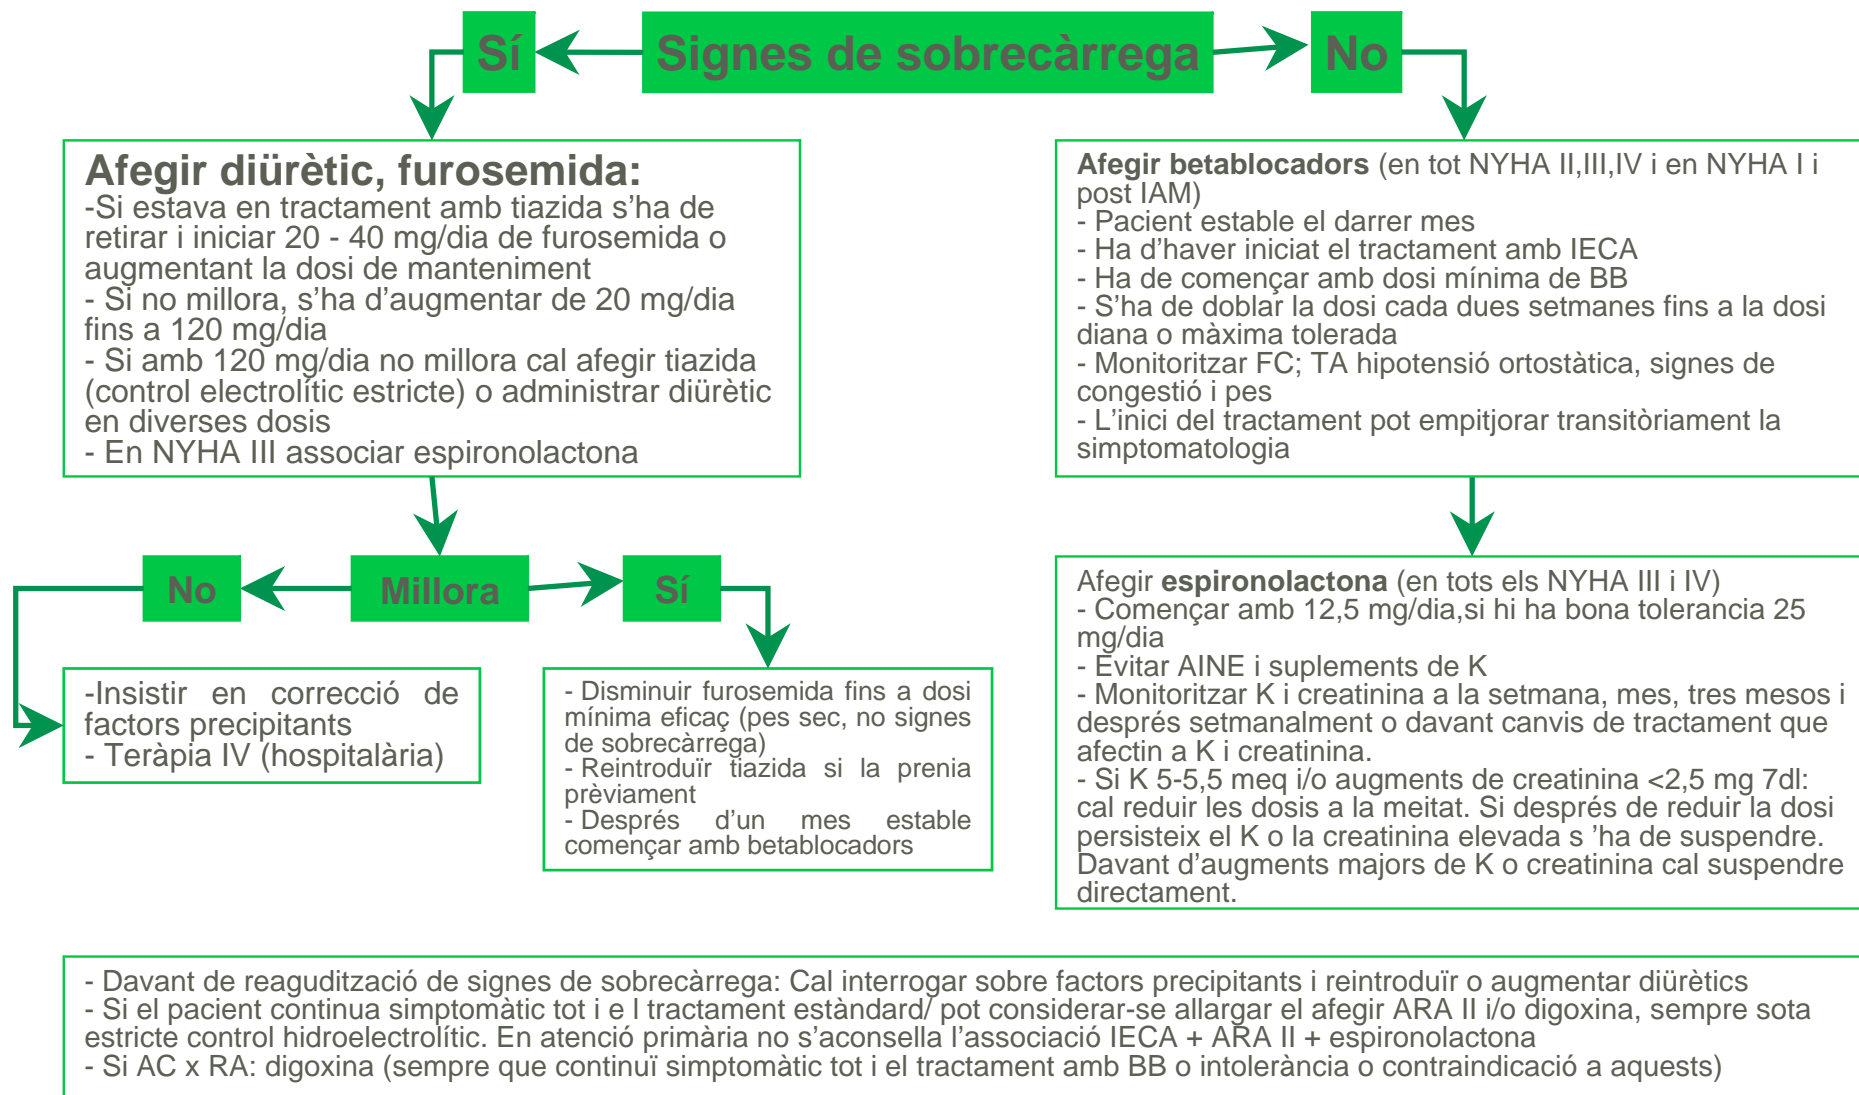 Signes de sobrecàrrega
Sí
No
Afegir diürètic, furosemida:
-Si estava en tractament amb tiazida s’ha de
retirar i iniciar 20 - 40 mg/dia de furosemida o
augmentant la dosi de manteniment
- Si no millora, s’ha d’augmentar de 20 mg/dia
fins a 120 mg/dia
- Si amb 120 mg/dia no millora cal afegir tiazida
(control electrolític estricte) o administrar diürètic
en diverses dosis
- En NYHA III associar espironolactona
Millora
No
Sí
-Insistir en correcció de
factors precipitants
- Teràpia IV (hospitalària)
- Disminuir furosemida fins a dosi
mínima eficaç (pes sec, no signes
de sobrecàrrega)
- Reintroduïr tiazida si la prenia
prèviament
- Després d’un mes estable
començar amb betablocadors
Afegir betablocadors (en tot NYHA II,III,IV i en NYHA I i
post IAM)
- Pacient estable el darrer mes
- Ha d’haver iniciat el tractament amb IECA
- Ha de començar amb dosi mínima de BB
- S’ha de doblar la dosi cada dues setmanes fins a la dosi
diana o màxima tolerada
- Monitoritzar FC; TA hipotensió ortostàtica, signes de
congestió i pes
- L’inici del tractament pot empitjorar transitòriament la
simptomatologia
Afegir espironolactona (en tots els NYHA III i IV)
- Començar amb 12,5 mg/dia,si hi ha bona tolerancia 25
mg/dia
- Evitar AINE i suplements de K
- Monitoritzar K i creatinina a la setmana, mes, tres mesos i
després setmanalment o davant canvis de tractament que
afectin a K i creatinina.
- Si K 5-5,5 meq i/o augments de creatinina <2,5 mg 7dl:
cal reduir les dosis a la meitat. Si després de reduir la dosi
persisteix el K o la creatinina elevada s ’ha de suspendre.
Davant d’augments majors de K o creatinina cal suspendre
directament.
- Davant de reagudització de signes de sobrecàrrega: Cal interrogar sobre factors precipitants i reintroduïr o augmentar diürètics
- Si el pacient continua simptomàtic tot i e l tractament estàndard/ pot considerar-se allargar el afegir ARA II i/o digoxina, sempre sota
estricte control hidroelectrolític. En atenció primària no s’aconsella l’associació IECA + ARA II + espironolactona
- Si AC x RA: digoxina (sempre que continuï simptomàtic tot i el tractament amb BB o intolerància o contraindicació a aquests)